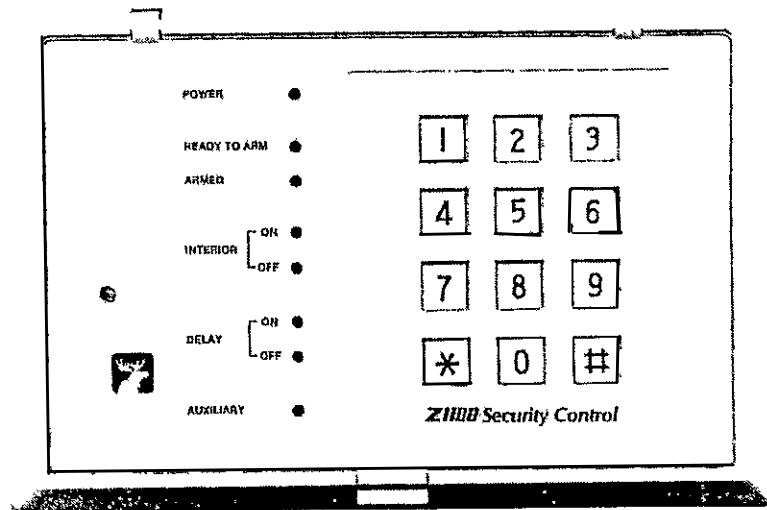 POWER
READY TO ARM
ARMED
INTERIOR
ON
OFF
DELAY
ON
OFF
AUXILIARY
1 2 3
4 5 6
7 8 9
* 0 #
Z1100 Security Control